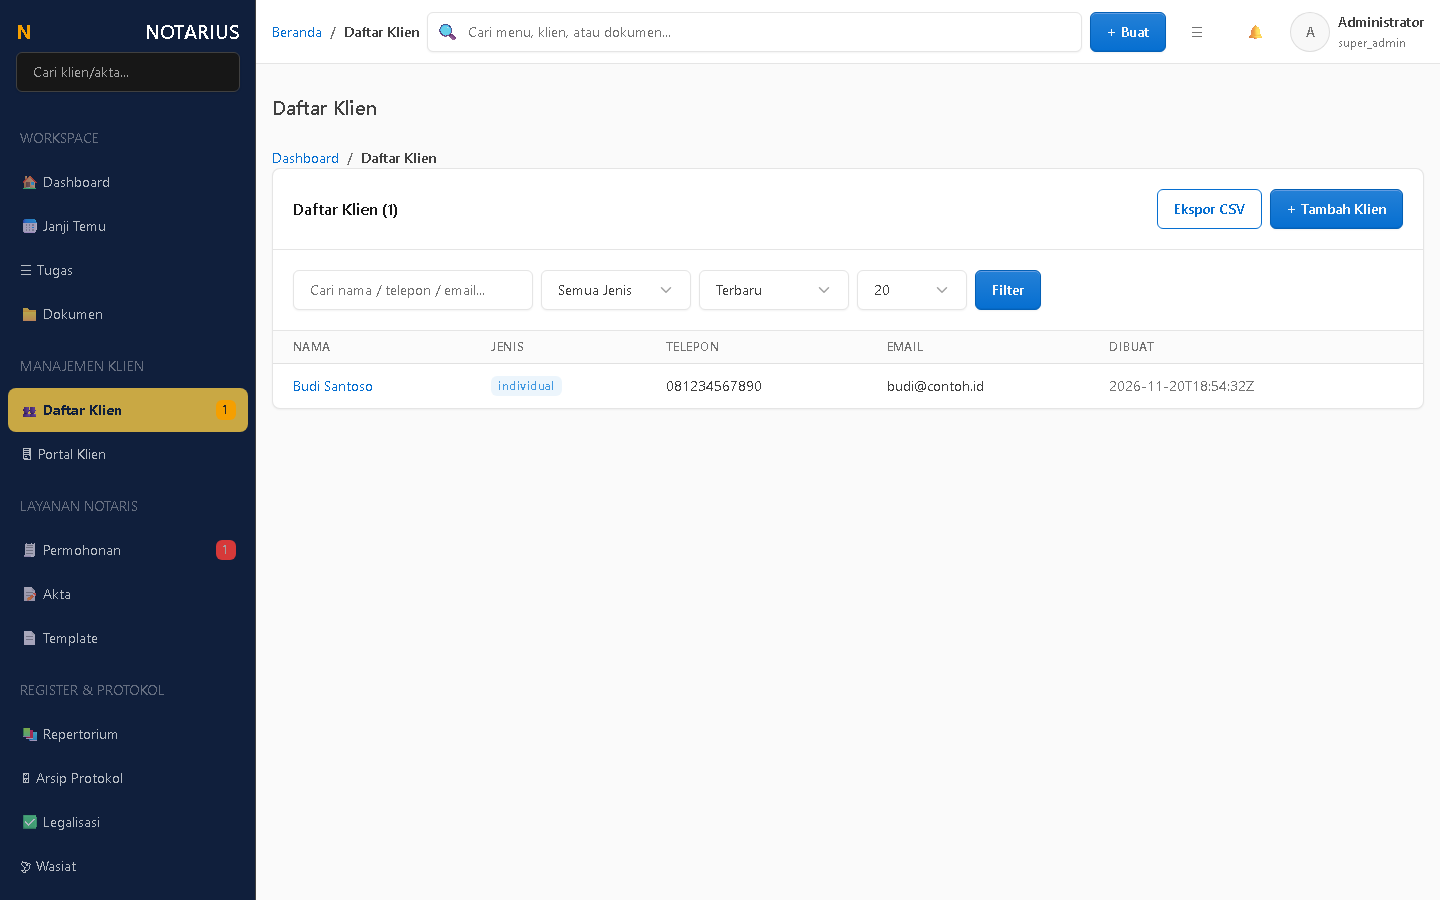 N NOTARIUS
Cari klien/akta...
WORKSPACE
Dashboard
Janji Temu
Tugas
Dokumen
MANAJEMEN KLIEN
Daftar Klien 1
Portal Klien
LAYANAN NOTARIS
Permohonan 1
Akta
Template
REGISTER & PROTOKOL
Repertorium
Arsip Protokol
Legalisasi
Wasiat
Beranda / Daftar Klien
Cari menu, klien, atau dokumen...
+ Buat
A
Administrator
super_admin
Daftar Klien
Dashboard / Daftar Klien
Daftar Klien (1)
Ekspor CSV
+ Tambah Klien
Cari nama / telepon / email...
Semua Jenis
Terbaru
20
Filter
NAMA JENIS TELEPON EMAIL DIBUAT
Budi Santoso individual 081234567890 budi@contoh.id 2026-11-20T18:54:32Z